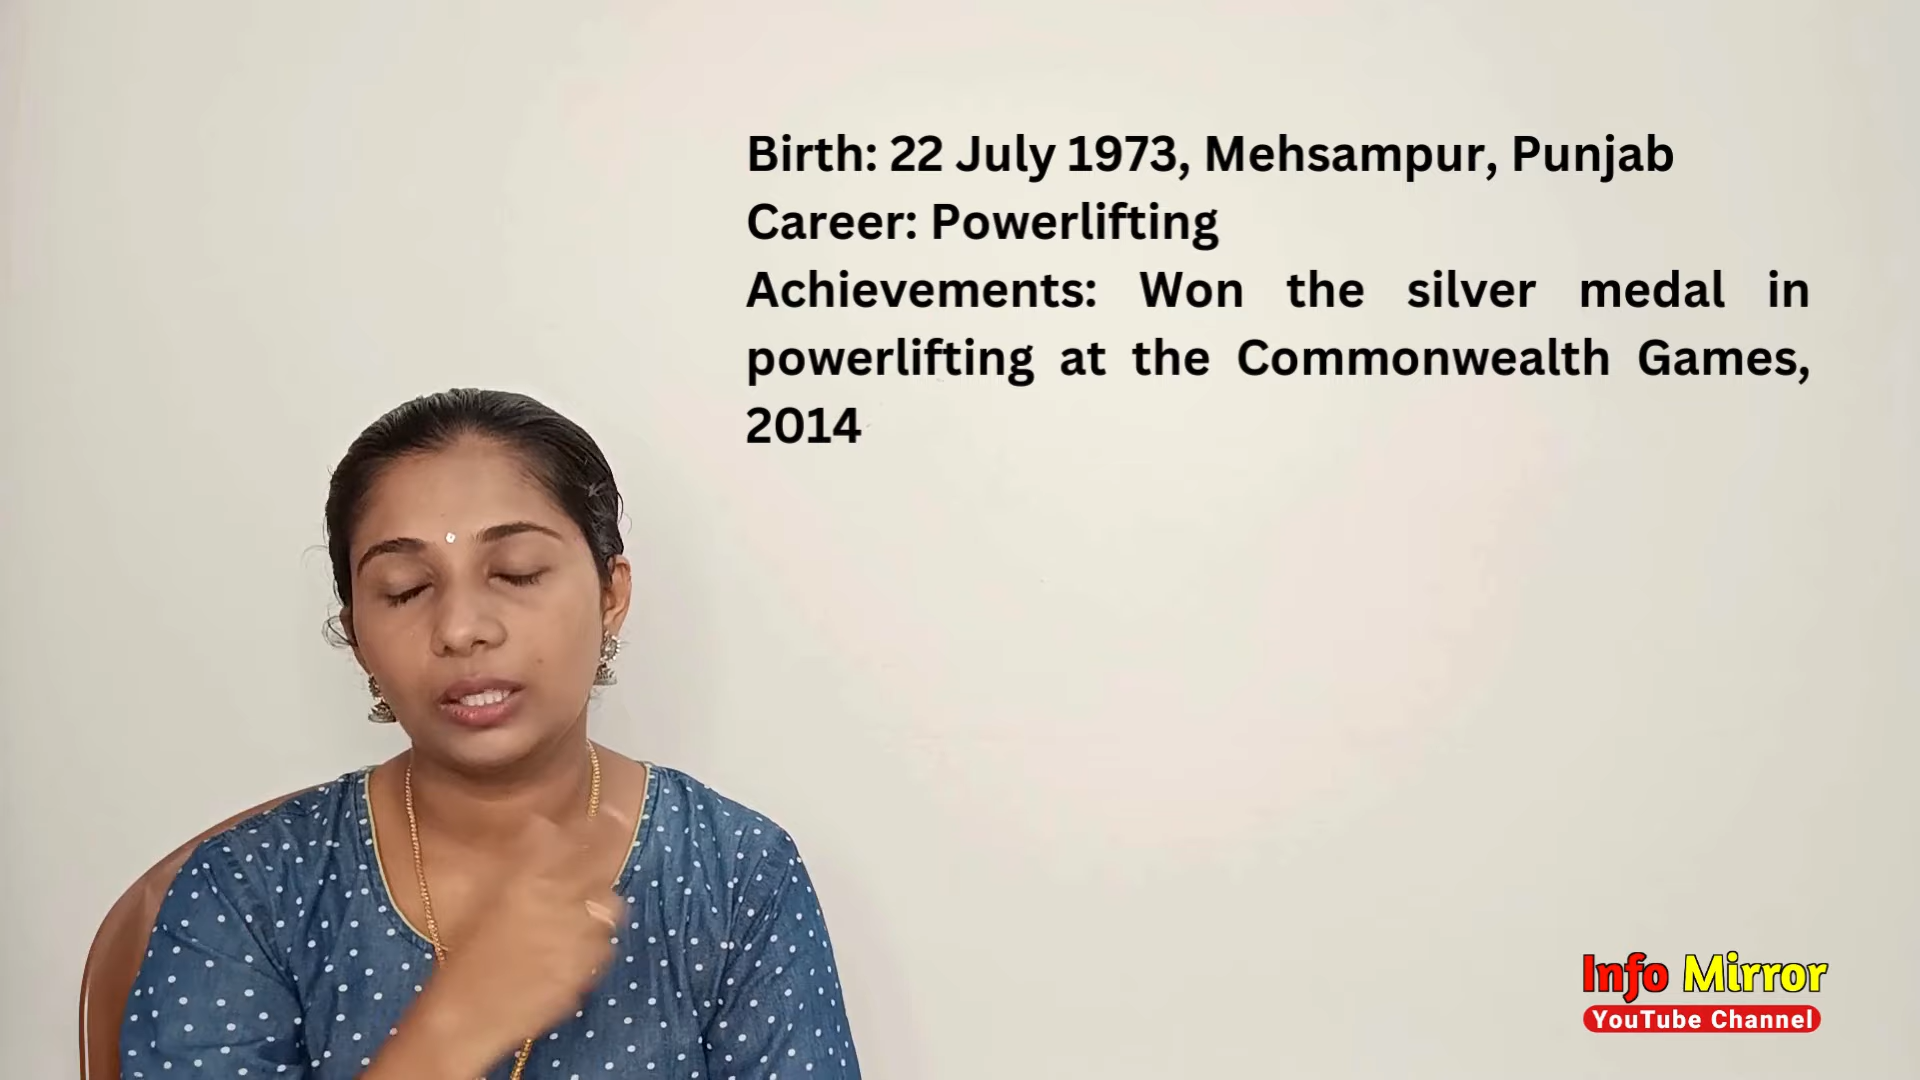 Birth: 22 July 1973, Mehsampur, Punjab
Career: Powerlifting
Achievements: Won the silver medal in
powerlifting at the Commonwealth Games,
2014
Info Mirror
YouTube Channel